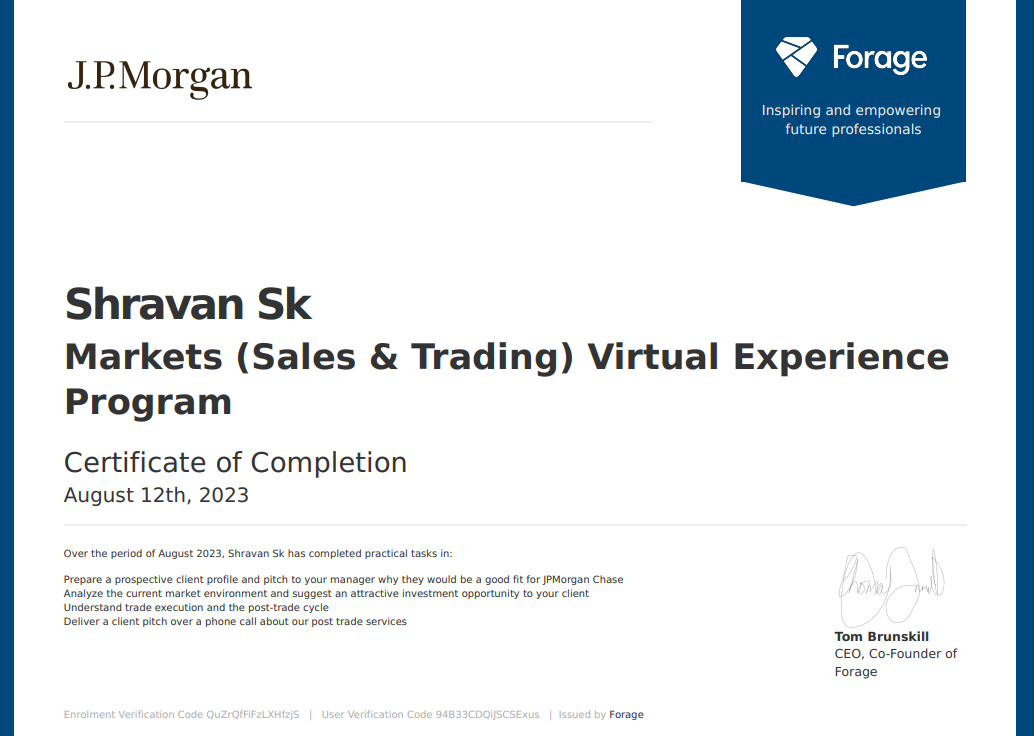 J.P.Morgan
Forage
Inspiring and empowering
future professionals
Shravan Sk
Markets (Sales & Trading) Virtual Experience
Program
Certificate of Completion
August 12th, 2023
Over the period of August 2023, Shravan Sk has completed practical tasks in:
Prepare a prospective client profile and pitch to your manager why they would be a good fit for JPMorgan Chase
Analyze the current market environment and suggest an attractive investment opportunity to your client
Understand trade execution and the post-trade cycle
Deliver a client pitch over a phone call about our post trade services
Tom Brunskill
CEO, Co-Founder of
Forage
Enrolment Verification Code QuZrQfFiFzLXHfzjS | User Verification Code 94B33CDQiJSCSExus | Issued by Forage